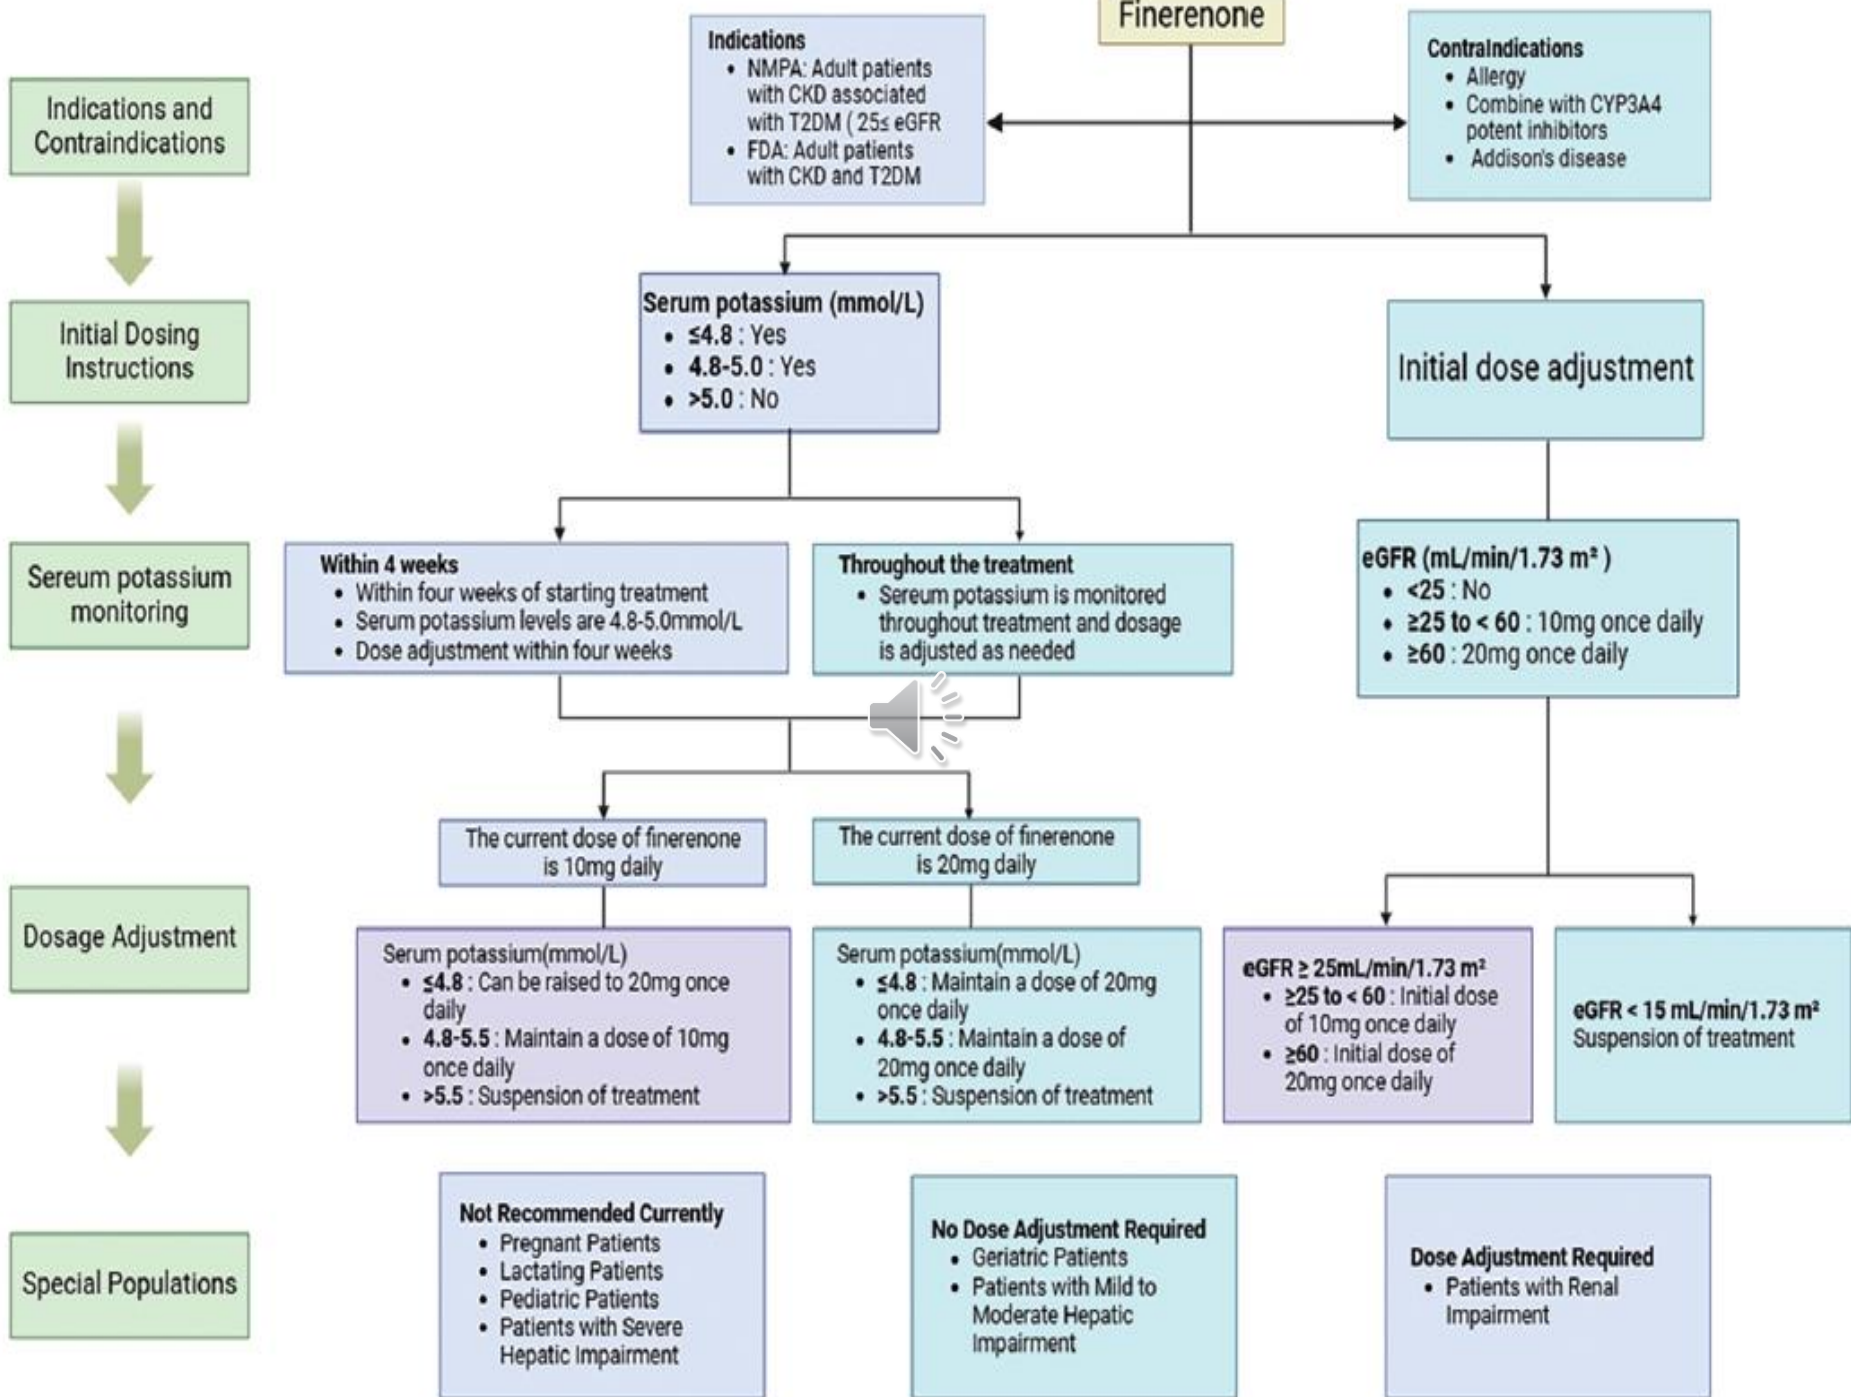 Finerenone
Indications
• NMPA: Adult patients
with CKD associated
with T2DM ( 25≤ eGFR
• FDA: Adult patients
with CKD and T2DM
ContraIndications
• Allergy
• Combine with CYP3A4
potent inhibitors
• Addison's disease
Indications and
Contraindications
Initial Dosing
Instructions
Serum potassium (mmol/L)
• ≤4.8 : Yes
• 4.8-5.0 : Yes
• >5.0 : No
Initial dose adjustment
Sereum potassium
monitoring
Within 4 weeks
• Within four weeks of starting treatment
• Serum potassium levels are 4.8-5.0mmol/L
• Dose adjustment within four weeks
Throughout the treatment
• Sereum potassium is monitored
throughout treatment and dosage
is adjusted as needed
eGFR (mL/min/1.73 m² )
• <25 : No
• ≥25 to < 60 : 10mg once daily
• ≥60 : 20mg once daily
The current dose of finerenone
is 10mg daily
The current dose of finerenone
is 20mg daily
Dosage Adjustment
Serum potassium(mmol/L)
• ≤4.8 : Can be raised to 20mg once
daily
• 4.8-5.5 : Maintain a dose of 10mg
once daily
• >5.5 : Suspension of treatment
Serum potassium(mmol/L)
• ≤4.8 : Maintain a dose of 20mg
once daily
• 4.8-5.5 : Maintain a dose of
20mg once daily
• >5.5 : Suspension of treatment
eGFR ≥ 25mL/min/1.73 m²
• ≥25 to < 60 : Initial dose
of 10mg once daily
• ≥60 : Initial dose of
20mg once daily
eGFR < 15 mL/min/1.73 m²
Suspension of treatment
Special Populations
Not Recommended Currently
• Pregnant Patients
• Lactating Patients
• Pediatric Patients
• Patients with Severe
Hepatic Impairment
No Dose Adjustment Required
• Geriatric Patients
• Patients with Mild to
Moderate Hepatic
Impairment
Dose Adjustment Required
• Patients with Renal
Impairment